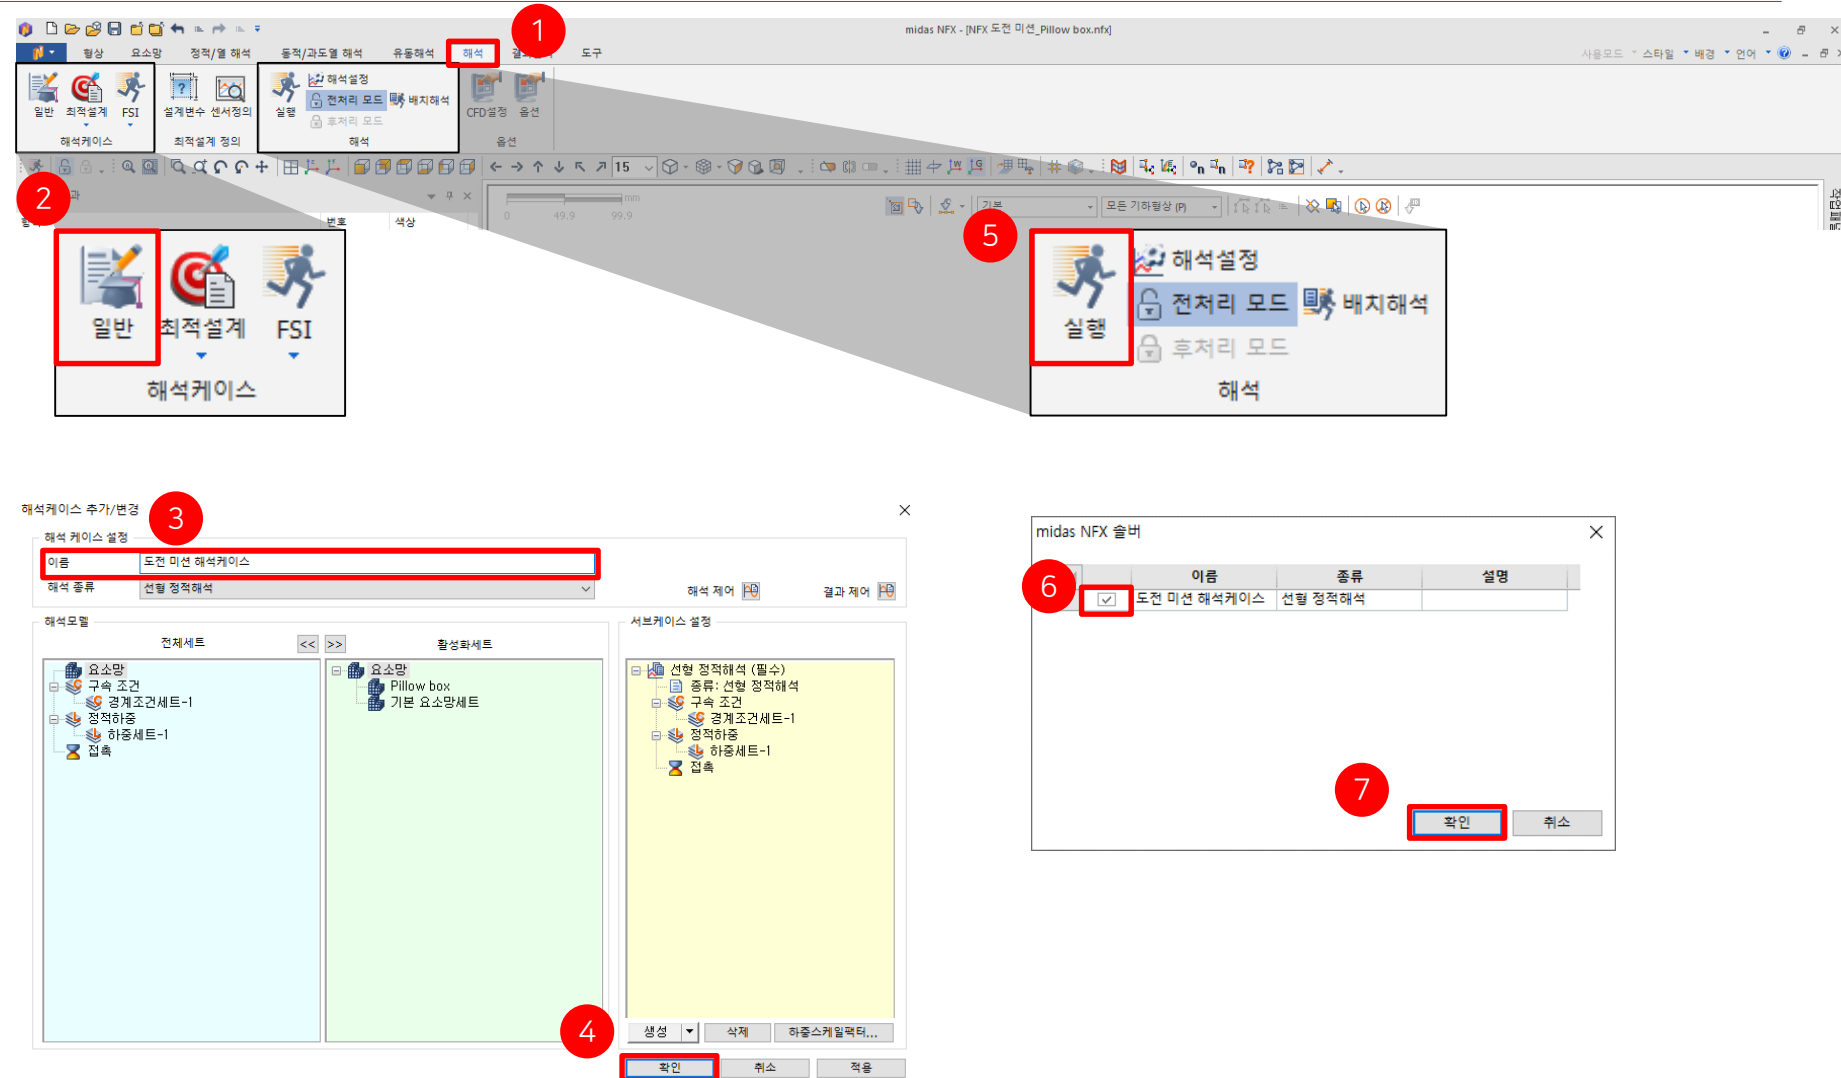 1
midas NFX - [NFX 도전 미션_Pillow box.nfx]
형상 요소망 정적/열 해석 동적/과도열 해석 유동해석 해석 도구
사용모드 스타일 배경 언어
일반 최적설계 FSI
해석케이스
설계변수 센서정의
최적설계 정의
실행
해석설정
전처리 모드
배치해석
후처리 모드
해석
CFD설정 옵션
옵션
15
2
번호 색상
mm
0 49.9 99.9
기본
모든 기하형상 (P)
일반 최적설계 FSI
해석케이스
5
실행
해석설정
전처리 모드
배치해석
후처리 모드
해석
해석케이스 추가/변경
3
해석 케이스 설정
이름 도전 미션 해석케이스
해석 종류 선형 정적해석
해석 제어 결과 제어
해석모델
전체세트 << >> 활성화세트
요소망
구속 조건
경계조건세트-1
정적하중
하중세트-1
접촉
요소망
Pillow box
기본 요소망세트
서브케이스 설정
선형 정적해석 (필수)
종류: 선형 정적해석
구속 조건
경계조건세트-1
정적하중
하중세트-1
접촉
4
생성 삭제 하중스케일팩터...
확인 취소 적용
midas NFX 솔버
6
이름 종류 설명
도전 미션 해석케이스 선형 정적해석
7
확인 취소